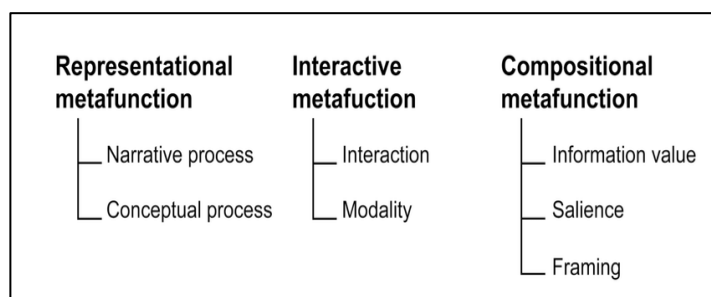 Representational
metafunction
Narrative process
Conceptual process
Interactive
metafuction
Interaction
Modality
Compositional
metafunction
Information value
Salience
Framing